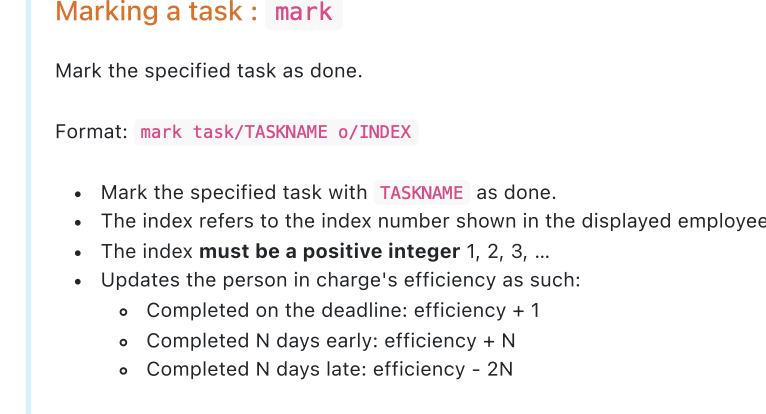 Marking a task : mark
Mark the specified task as done.
Format: mark task/TASKNAME o/INDEX
• Mark the specified task with TASKNAME as done.
• The index refers to the index number shown in the displayed employee
• The index must be a positive integer 1, 2, 3, …
• Updates the person in charge's efficiency as such:
◦ Completed on the deadline: efficiency + 1
◦ Completed N days early: efficiency + N
◦ Completed N days late: efficiency - 2N